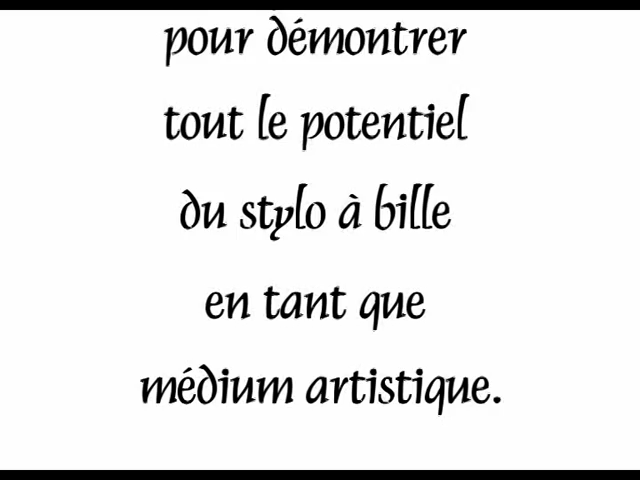 pour démontrer
tout le potentiel
du stylo à bille
en tant que
médium artistique.